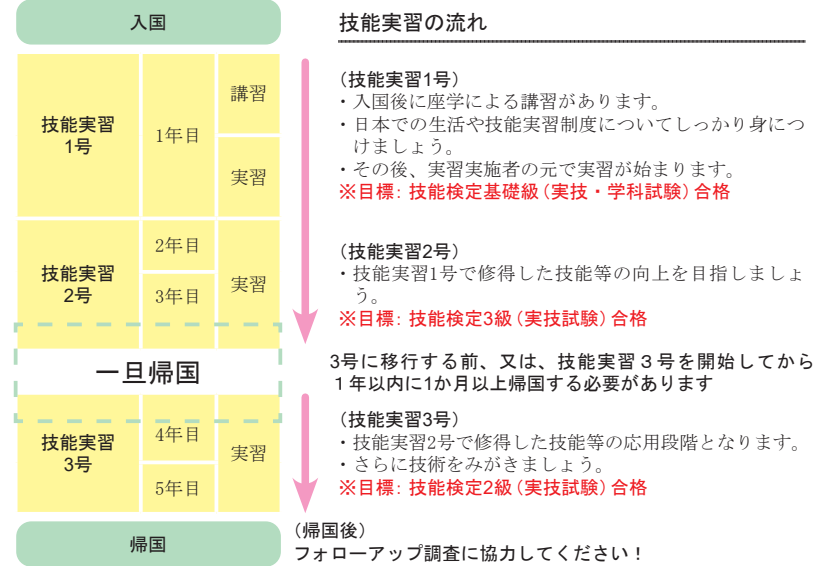 入国
技能実習の流れ
技能実習
1号
1年目
講習
実習
(技能実習1号)
・入国後に座学による講習があります。
・日本での生活や技能実習制度についてしっかり身につ
けましょう。
・その後、実習実施者の元で実習が始まります。
※目標: 技能検定基礎級(実技・学科試験)合格
技能実習
2号
2年目
3年目
実習
(技能実習2号)
・技能実習1号で修得した技能等の向上を目指しましょ
う。
※目標: 技能検定3級(実技試験)合格
一旦帰国
3号に移行する前、又は、技能実習3号を開始してから
1年以内に1か月以上帰国する必要があります
技能実習
3号
4年目
5年目
実習
(技能実習3号)
・技能実習2号で修得した技能等の応用段階となります。
・さらに技術をみがきましょう。
※目標: 技能検定2級(実技試験)合格
帰国
(帰国後)
フォローアップ調査に協力してください!